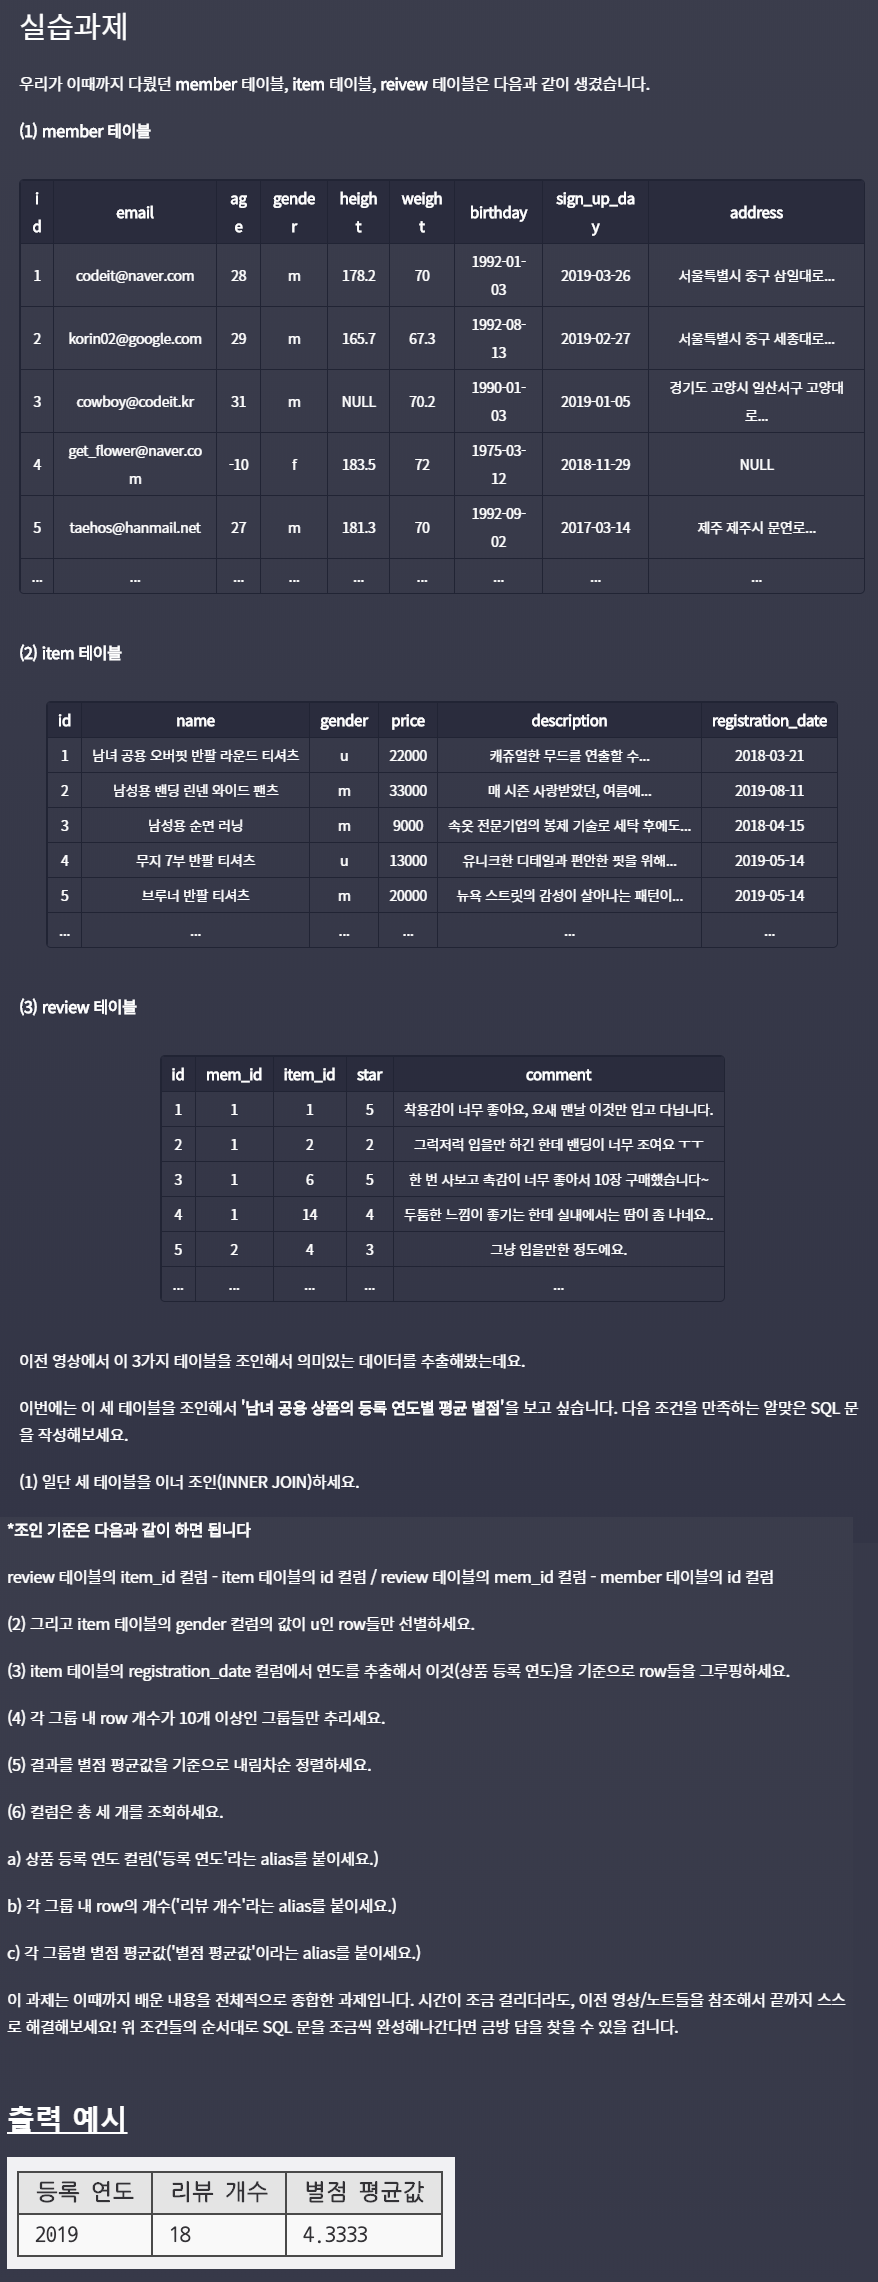 실습과제
우리가 이때까지 다뤘던 member 테이블, item 테이블, reivew 테이블은 다음과 같이 생겼습니다.
(1) member 테이블
id email age gender height weight birthday sign_up_day address
1 codeit@naver.com 28 m 178.2 70 1992-01-03 2019-03-26 서울특별시 중구 삼일대로...
2 korin02@google.com 29 m 165.7 67.3 1992-08-13 2019-02-27 서울특별시 중구 세종대로...
3 cowboy@codeit.kr 31 m NULL 70.2 1990-01-03 2019-01-05 경기도 고양시 일산서구 고양대로...
4 get_flower@naver.com -10 f 183.5 72 1975-03-12 2018-11-29 NULL
5 taehos@hanmail.net 27 m 181.3 70 1992-09-02 2017-03-14 제주 제주시 문연로...
... ... ... ... ... ... ... ... ...
(2) item 테이블
id name gender price description registration_date
1 남녀 공용 오버핏 반팔 라운드 티셔츠 u 22000 캐쥬얼한 무드를 연출할 수... 2018-03-21
2 남성용 밴딩 린넨 와이드 팬츠 m 33000 매 시즌 사랑받았던, 여름에... 2019-08-11
3 남성용 순면 러닝 m 9000 속옷 전문기업의 봉제 기술로 세탁 후에도... 2018-04-15
4 무지 7부 반팔 티셔츠 u 13000 유니크한 디테일과 편안한 핏을 위해... 2019-05-14
5 브루너 반팔 티셔츠 m 20000 뉴욕 스트릿의 감성이 살아나는 패턴이... 2019-05-14
... ... ... ... ... ...
(3) review 테이블
id mem_id item_id star comment
1 1 1 5 착용감이 너무 좋아요, 요새 맨날 이것만 입고 다닙니다.
2 1 2 2 그럭저럭 입을만 하긴 한데 밴딩이 너무 조여요 ㅜㅜ
3 1 6 5 한 번 사보고 촉감이 너무 좋아서 10장 구매했습니다~
4 1 14 4 두툼한 느낌이 좋기는 한데 실내에서는 땀이 좀 나네요..
5 2 4 3 그냥 입을만한 정도에요.
... ... ... ... ...
이전 영상에서 이 3가지 테이블을 조인해서 의미있는 데이터를 추출해봤는데요.
이번에는 이 세 테이블을 조인해서 '남녀 공용 상품의 등록 연도별 평균 별점'을 보고 싶습니다. 다음 조건을 만족하는 알맞은 SQL 문
을 작성해보세요.
(1) 일단 세 테이블을 이너 조인(INNER JOIN)하세요.
*조인 기준은 다음과 같이 하면 됩니다
review 테이블의 item_id 컬럼 - item 테이블의 id 컬럼 / review 테이블의 mem_id 컬럼 - member 테이블의 id 컬럼
(2) 그리고 item 테이블의 gender 컬럼의 값이 u인 row들만 선별하세요.
(3) item 테이블의 registration_date 컬럼에서 연도를 추출해서 이것(상품 등록 연도)을 기준으로 row들을 그루핑하세요.
(4) 각 그룹 내 row 개수가 10개 이상인 그룹들만 추리세요.
(5) 결과를 별점 평균값을 기준으로 내림차순 정렬하세요.
(6) 컬럼은 총 세 개를 조회하세요.
a) 상품 등록 연도 컬럼('등록 연도'라는 alias를 붙이세요.)
b) 각 그룹 내 row의 개수('리뷰 개수'라는 alias를 붙이세요.)
c) 각 그룹별 별점 평균값('별점 평균값'이라는 alias를 붙이세요.)
이 과제는 이때까지 배운 내용을 전체적으로 종합한 과제입니다. 시간이 조금 걸리더라도, 이전 영상/노트들을 참조해서 끝까지 스스
로 해결해보세요! 위 조건들의 순서대로 SQL 문을 조금씩 완성해나간다면 금방 답을 찾을 수 있을 겁니다.
출력 예시
등록 연도 리뷰 개수 별점 평균값
2019 18 4.3333